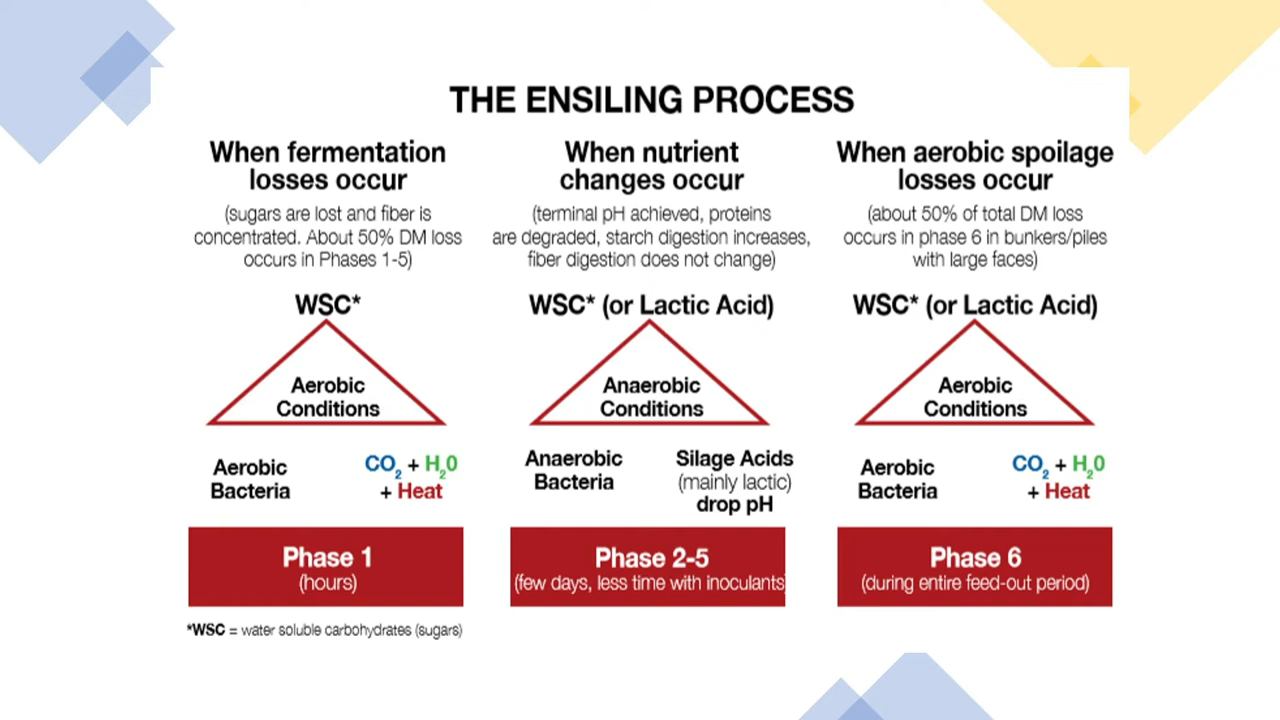 THE ENSILING PROCESS
When fermentation
losses occur
(sugars are lost and fiber is
concentrated. About 50% DM loss
occurs in Phases 1-5)
WSC*
Aerobic
Conditions
Aerobic
Bacteria
CO₂ + H₂0
+ Heat
Phase 1
(hours)
When nutrient
changes occur
(terminal pH achieved, proteins
are degraded, starch digestion increases,
fiber digestion does not change)
WSC* (or Lactic Acid)
Anaerobic
Conditions
Anaerobic
Bacteria
Silage Acids
(mainly lactic)
drop pH
Phase 2-5
(few days, less time with inoculants)
When aerobic spoilage
losses occur
(about 50% of total DM loss
occurs in phase 6 in bunkers/piles
with large faces)
WSC* (or Lactic Acid)
Aerobic
Conditions
Aerobic
Bacteria
CO₂ + H₂0
+ Heat
Phase 6
(during entire feed-out period)
*WSC = water soluble carbohydrates (sugars)